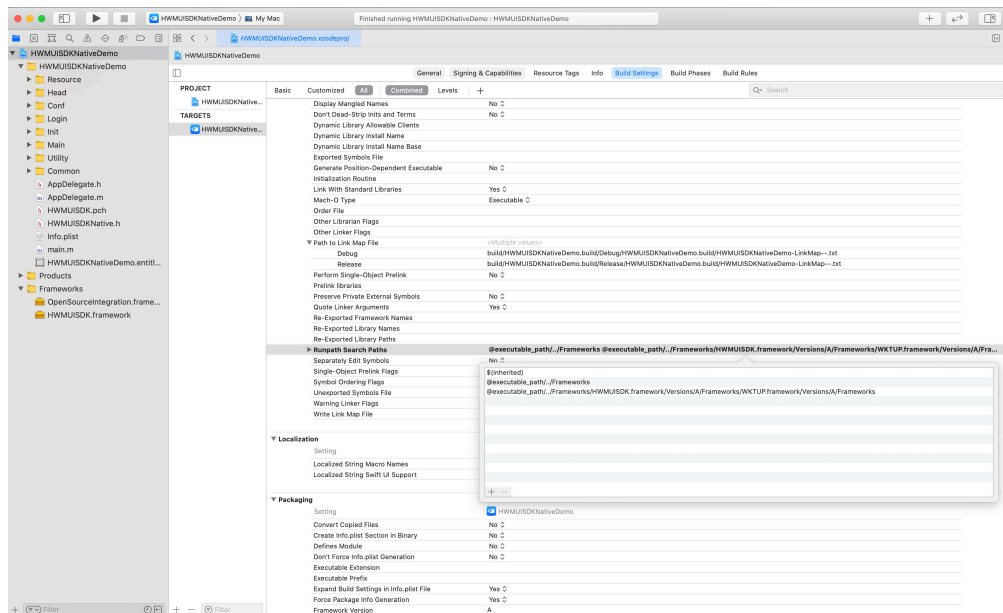 HWMUISDKNativeDemo 〉 My Mac
Finished running HWMUISDKNativeDemo : HWMUISDKNativeDemo
HWMUISDKNativeDemo.xcodeproj
HWMUISDKNativeDemo
HWMUISDKNativeDemo
Resource
Head
Conf
Login
Init
Main
Utility
Common
AppDelegate.h
AppDelegate.m
HWMUISDK.pch
HWMUISDKNative.h
Info.plist
main.m
HWMUISDKNativeDemo.entitl...
Products
Frameworks
OpenSourceIntegration.frame...
HWMUISDK.framework
Filter
HWMUISDKNativeDemo
General Signing & Capabilities Resource Tags Info Build Settings Build Phases Build Rules
PROJECT
HWMUISDKNative...
TARGETS
HWMUISDKNative...
Filter
Basic Customized All Combined Levels +
Search
Display Mangled Names No
Don't Dead-Strip Inits and Terms No
Dynamic Library Allowable Clients
Dynamic Library Install Name
Dynamic Library Install Name Base
Exported Symbols File
Generate Position-Dependent Executable No
Initialization Routine
Link With Standard Libraries Yes
Mach-O Type Executable
Order File
Other Librarian Flags
Other Linker Flags
Path to Link Map File <Multiple values>
Debug build/HWMUISDKNativeDemo.build/Debug/HWMUISDKNativeDemo.build/HWMUISDKNativeDemo-LinkMap--.txt
Release build/HWMUISDKNativeDemo.build/Release/HWMUISDKNativeDemo.build/HWMUISDKNativeDemo-LinkMap--.txt
Perform Single-Object Prelink No
Prelink libraries
Preserve Private External Symbols No
Quote Linker Arguments Yes
Re-Exported Framework Names
Re-Exported Library Names
Re-Exported Library Paths
Runpath Search Paths @executable_path/../Frameworks @executable_path/../Frameworks/HWMUISDK.framework/Versions/A/Frameworks/WKTUP.framework/Versions/A/Fra...
Separately Edit Symbols No
Single-Object Prelink Flags
Symbol Ordering Flags
Unexported Symbols File
Warning Linker Flags
Write Link Map File
$(inherited)
@executable_path/../Frameworks
@executable_path/../Frameworks/HWMUISDK.framework/Versions/A/Frameworks/WKTUP.framework/Versions/A/Frameworks
Localization
Setting
Localized String Macro Names
Localized String Swift UI Support
Packaging
Setting HWMUISDKNativeDemo
Convert Copied Files No
Create Info.plist Section in Binary No
Defines Module No
Don't Force Info.plist Generation No
Executable Extension
Executable Prefix
Expand Build Settings in Info.plist File Yes
Force Package Info Generation Yes
Framework Version A